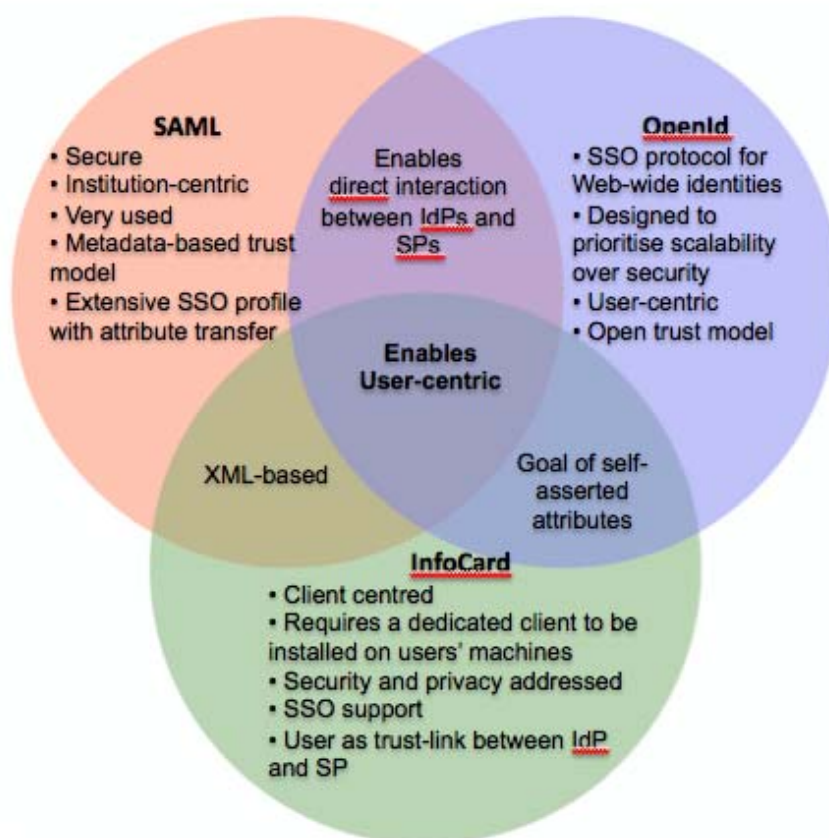 SAML
• Secure
• Institution-centric
• Very used
• Metadata-based trust
model
• Extensive SSO profile
with attribute transfer
Enables
direct interaction
between IdPs and
SPs
OpenId
• SSO protocol for
Web-wide identities
• Designed to
prioritise scalability
over security
• User-centric
• Open trust model
Enables
User-centric
XML-based
Goal of self-
asserted
attributes
InfoCard
• Client centred
• Requires a dedicated client to be
installed on users' machines
• Security and privacy addressed
• SSO support
• User as trust-link between IdP
and SP